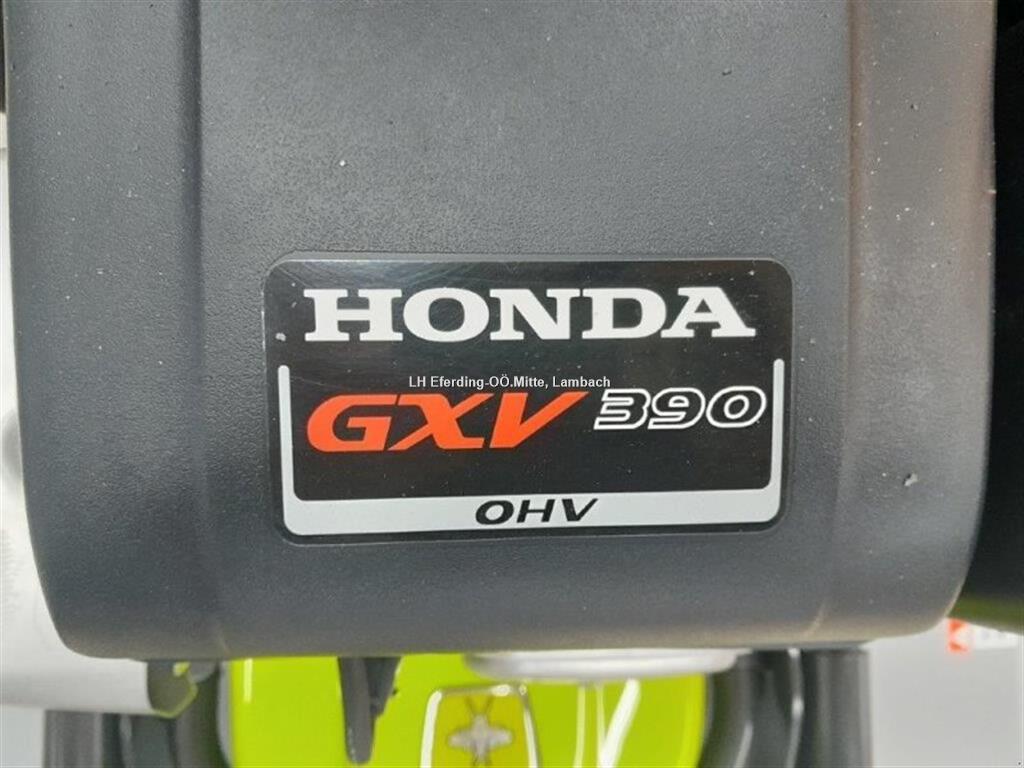 HONDA
LH Eferding-OÖ.Mitte, Lambach
GXV 390
OHV